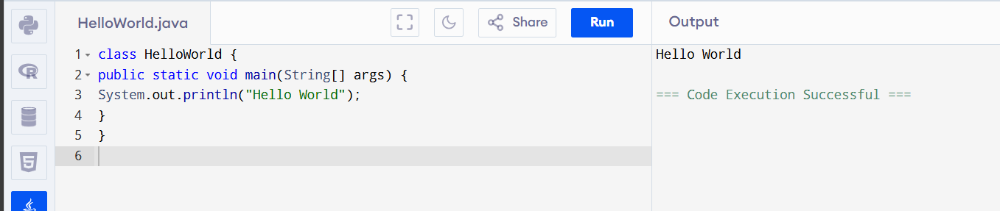 HelloWorld.java
Share
Run
Output
1 class HelloWorld {
2 public static void main(String[] args) {
3 System.out.println("Hello World");
4 }
5 }
6
Hello World
=== Code Execution Successful ===
R
5